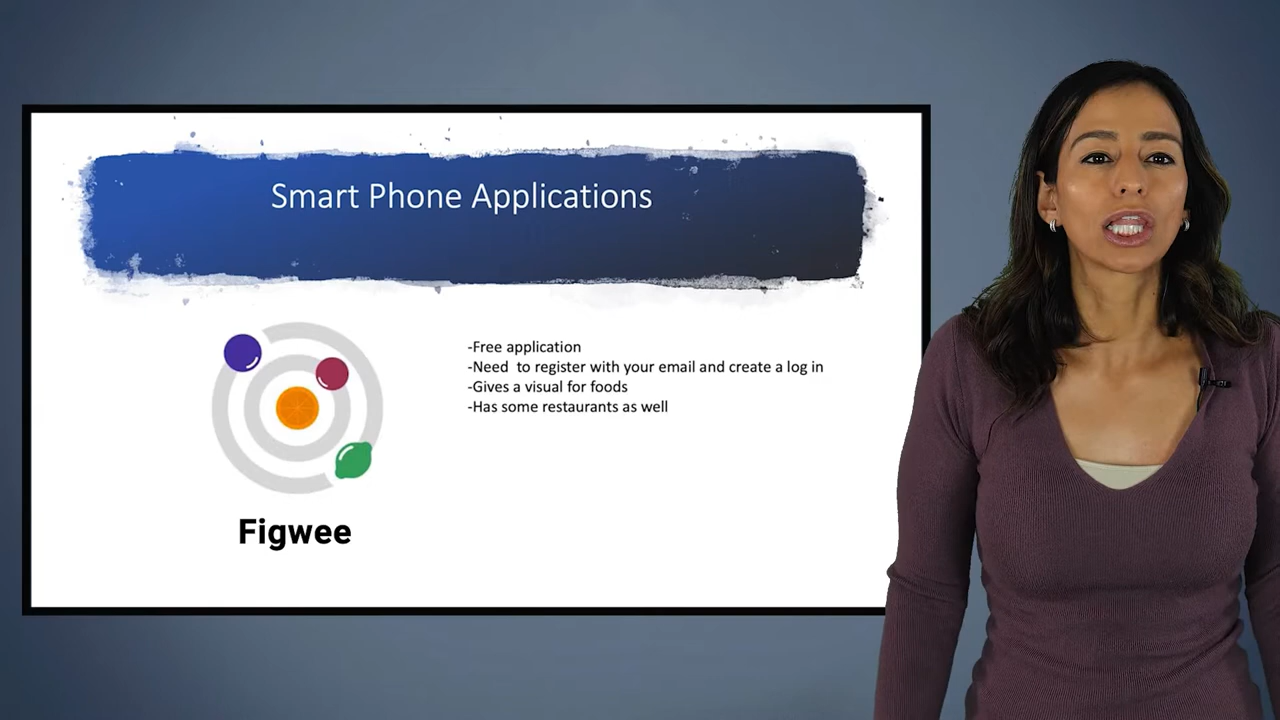 Smart Phone Applications
-Free application
-Need  to register with your email and create a log in
-Gives a visual for foods
-Has some restaurants as well
Figwee